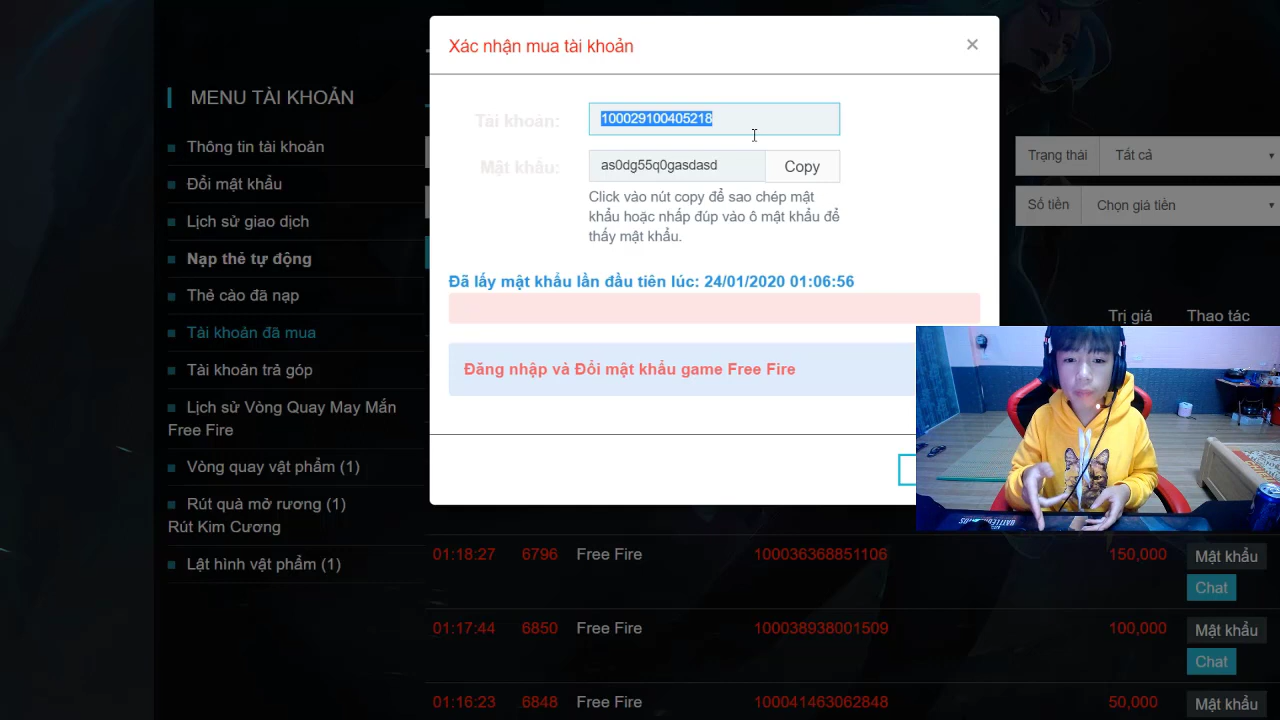 Xác nhận mua tài khoản
×
MENU TÀI KHOẢN
Thông tin tài khoản
Đổi mật khẩu
Lịch sử giao dịch
Nạp thẻ tự động
Thẻ cào đã nạp
Tài khoản đã mua
Tài khoản trả góp
Lịch sử Vòng Quay May Mắn
Free Fire
Vòng quay vật phẩm (1)
Rút quà mở rương (1)
Rút Kim Cương
Lật hình vật phẩm (1)
Tài khoản: 100029100405218
Mật khẩu: as0dg55q0gasdasd Copy
Click vào nút copy để sao chép mật
khẩu hoặc nhấp đúp vào ô mật khẩu để
thấy mật khẩu.
Đã lấy mật khẩu lần đầu tiên lúc: 24/01/2020 01:06:56
Đăng nhập và Đổi mật khẩu game Free Fire
Trạng thái Tất cả
Số tiền Chọn giá tiền
Trị giá Thao tác
01:18:27 6796 Free Fire 100036368851106 150,000 Mật khẩu
Chat
01:17:44 6850 Free Fire 100038938001509 100,000 Mật khẩu
Chat
01:16:23 6848 Free Fire 100041463062848 50,000 Mật khẩu